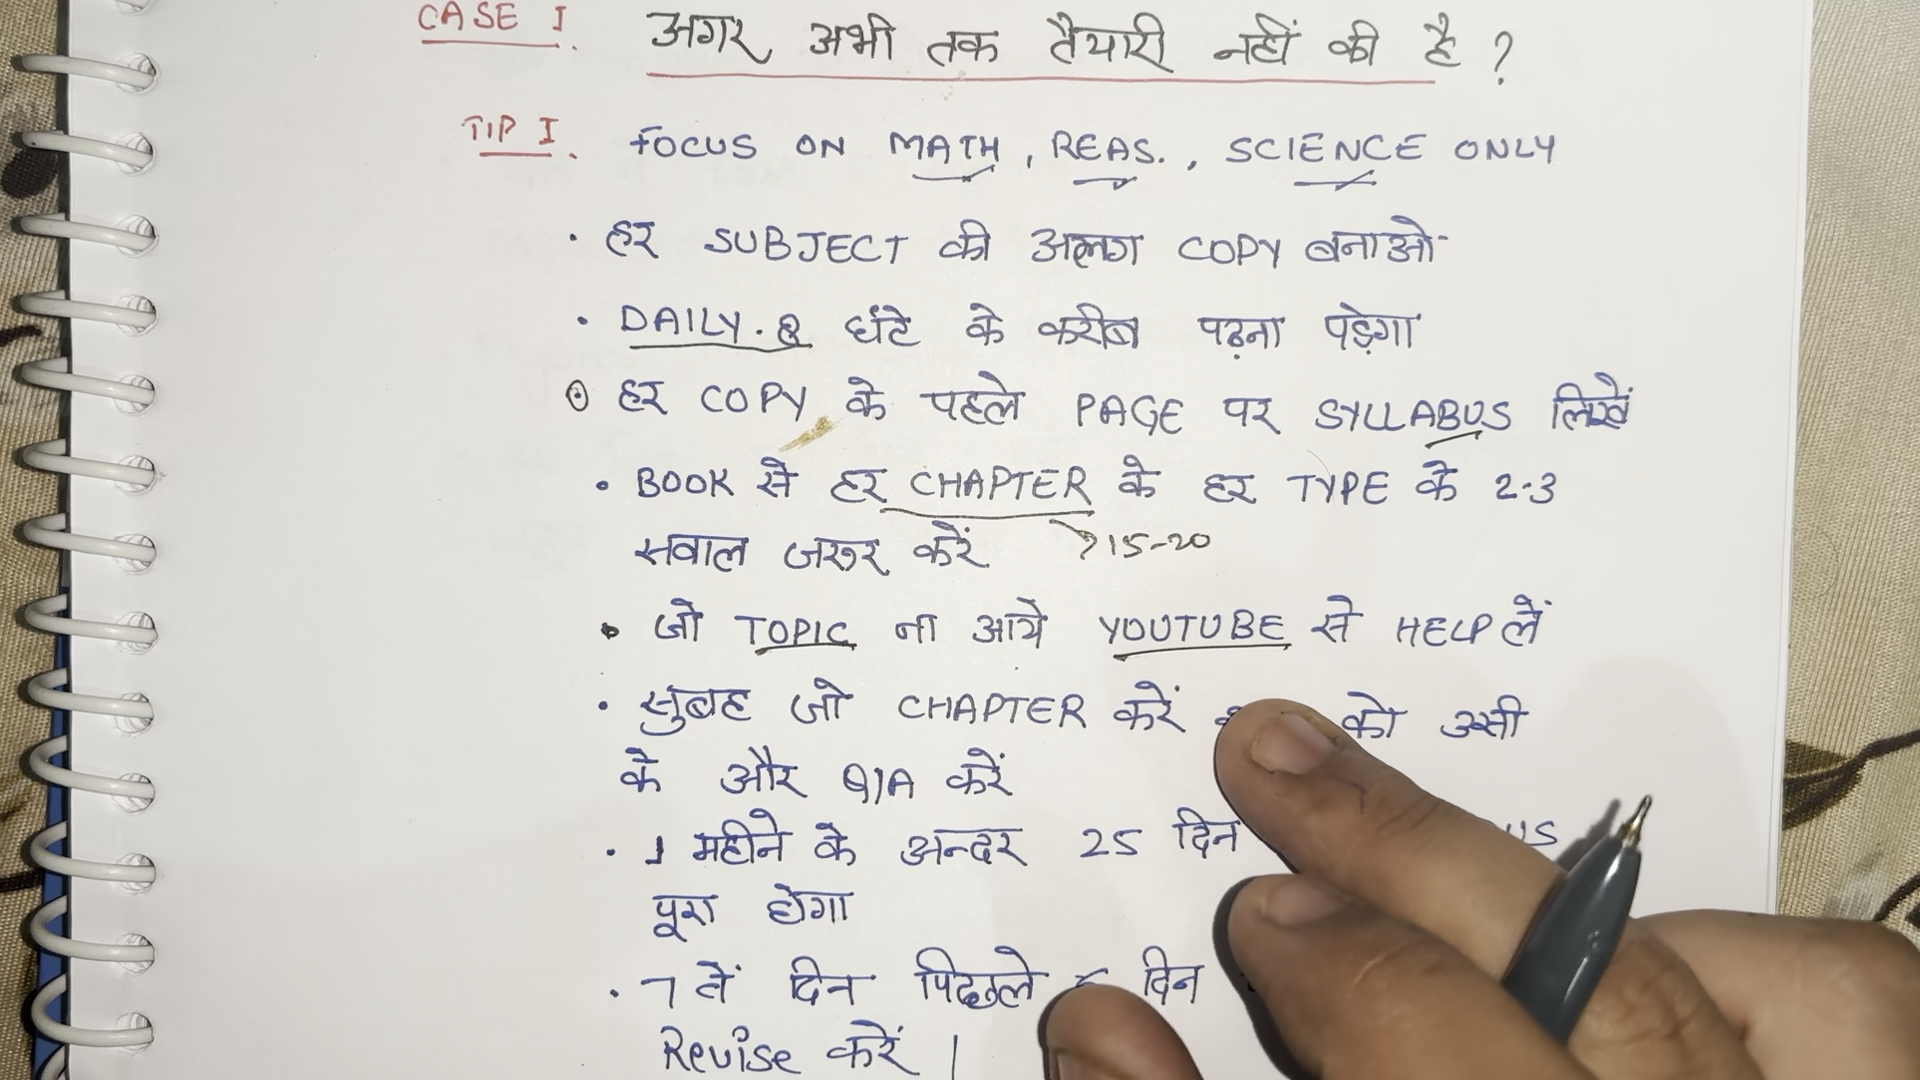 CASE I. अगर अभी तक तैयारी नहीं की है ?
TIP I. FOCUS ON MATH, REAS., SCIENCE ONLY
• हर SUBJECT की अलग COPY बनाओ
• DAILY. 8 घंटे के करीब पढ़ना पड़ेगा
• हर COPY के पहले PAGE पर SYLLABUS लिखें
• BOOK से हर CHAPTER के हर TYPE के 2-3
सवाल जरुर करें → 15-20
• जो TOPIC ना आये YOUTUBE से HELP लें
• सुबह जो CHAPTER करें को उसी
के और Q/A करें
• 1 महीने के अन्दर 25 दिन
पूरा होगा
• 7 वें दिन पिछले 6 दिन
Revise करें |